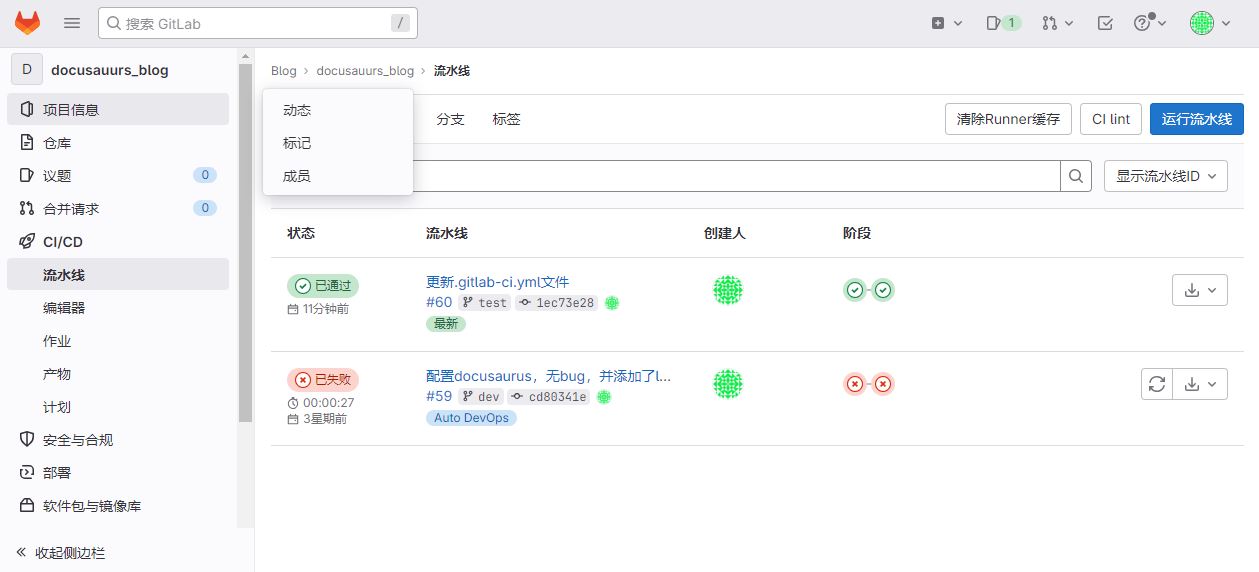 搜索 GitLab
/
1
D
docusauurs_blog
项目信息
仓库
议题
0
合并请求
0
CI/CD
流水线
编辑器
作业
产物
计划
安全与合规
部署
软件包与镜像库
收起侧边栏
Blog › docusauurs_blog › 流水线
动态
标记
成员
分支
标签
清除Runner缓存
CI lint
运行流水线
显示流水线ID
状态
流水线
创建人
阶段
已通过
11分钟前
更新.gitlab-ci.yml文件
#60 test 1ec73e28
最新
已失败
00:00:27
3星期前
配置docusaurus，无bug，并添加了l...
#59 dev cd80341e
Auto DevOps